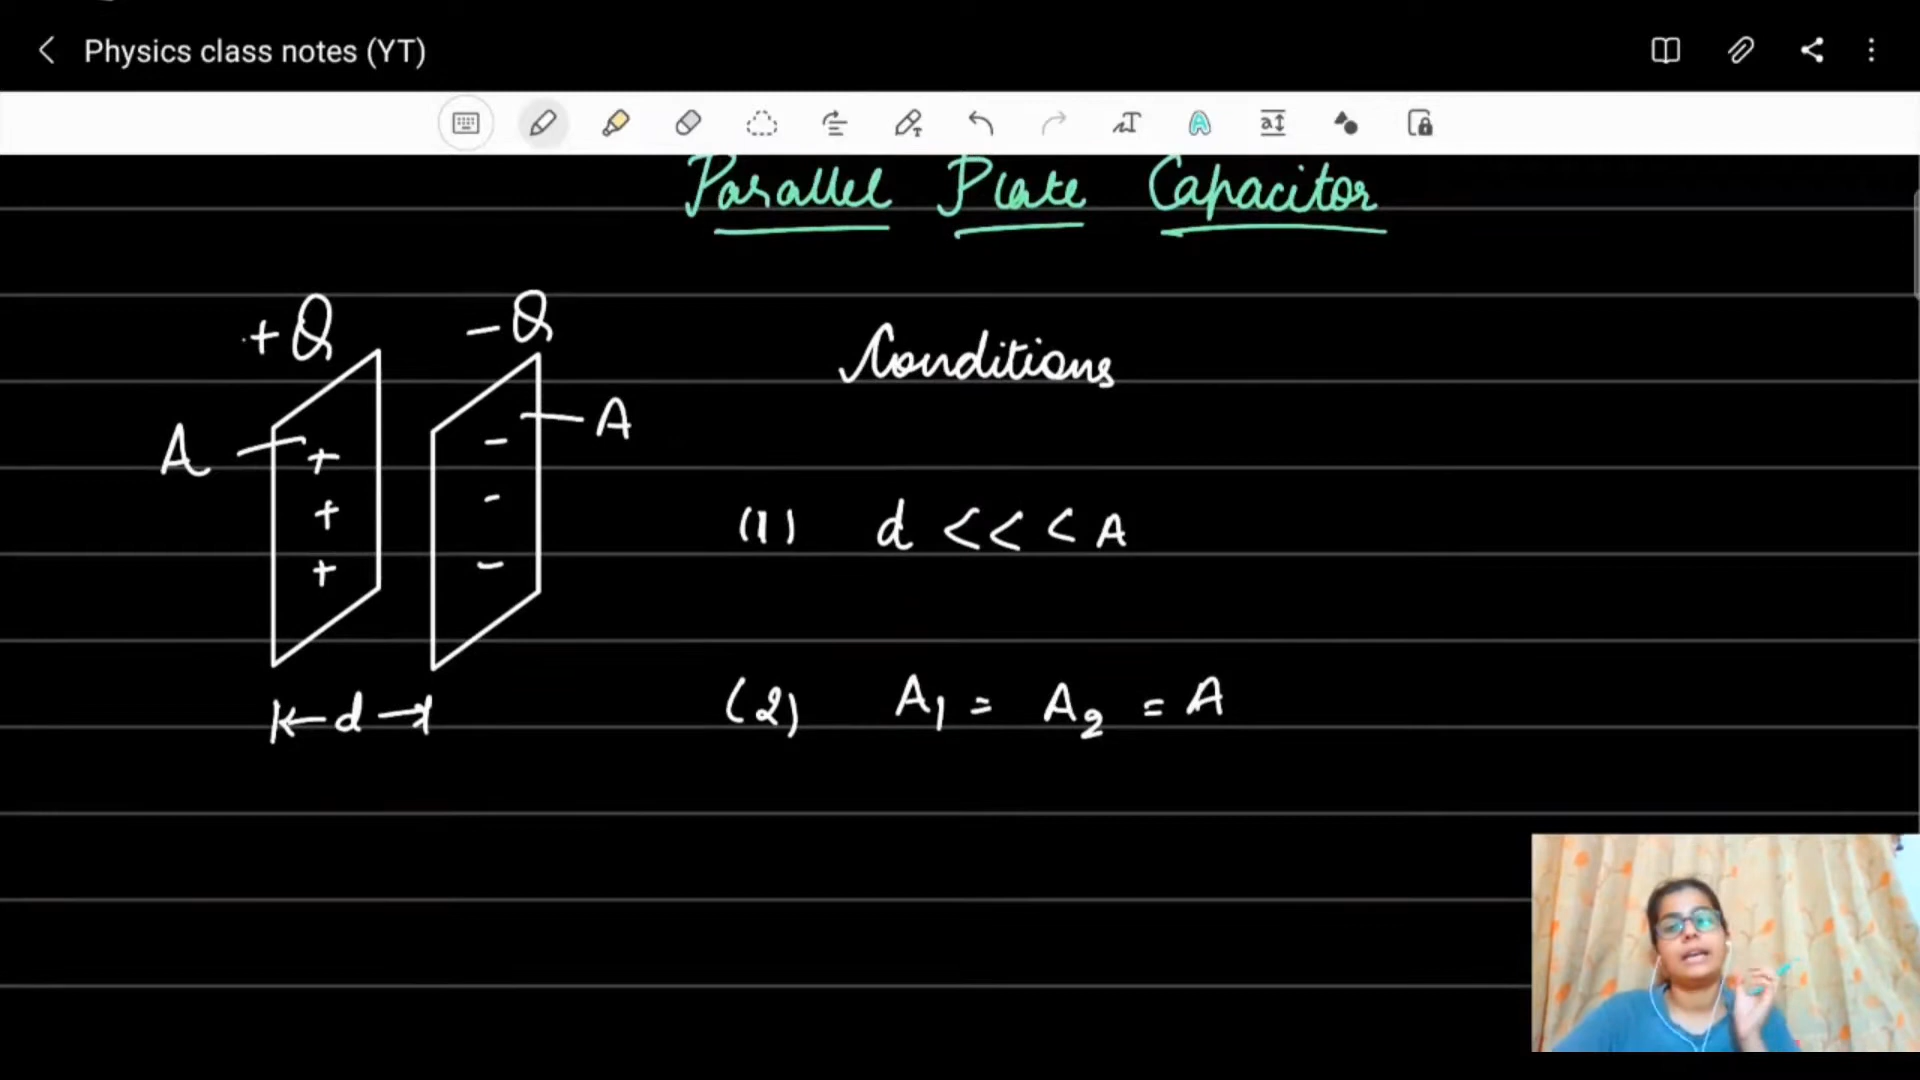 Physics class notes (YT)
Parallel Plate Capacitor
+Q -Q
Conditions
A + - A
+ -
+ -
(1) d <<< A
(2) A₁ = A₂ = A
d